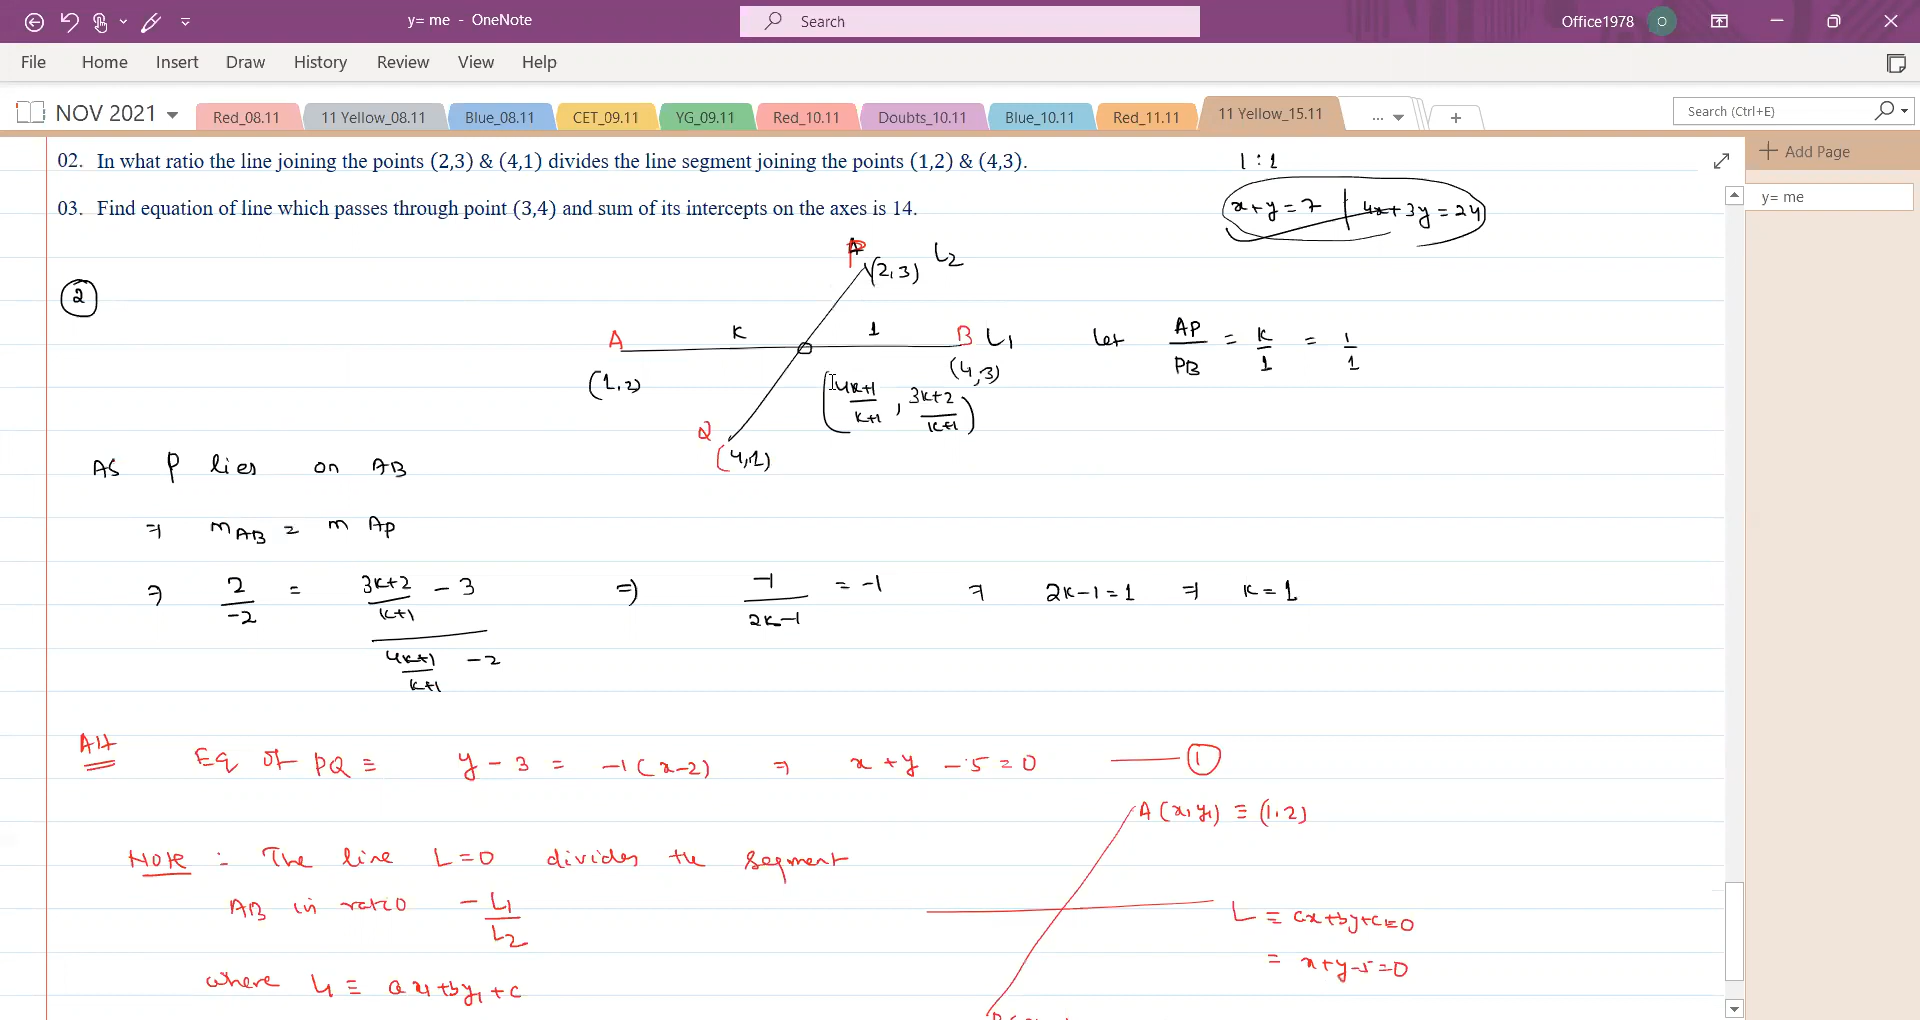 y= me - OneNote
Search
Office1978
O
File Home Insert Draw History Review View Help
NOV 2021
Red_08.11 11 Yellow_08.11 Blue_08.11 CET_09.11 YG_09.11 Red_10.11 Doubts_10.11 Blue_10.11 Red_11.11 11 Yellow_15.11 ...
Search (Ctrl+E)
Add Page
y= me
02. In what ratio the line joining the points (2,3) & (4,1) divides the line segment joining the points (1,2) & (4,3).
1 : 1
03. Find equation of line which passes through point (3,4) and sum of its intercepts on the axes is 14.
x+y=7 | 4x+3y=24
P (2,3) L2
2
A K 1 B L1
(1,2) (4,3)
let AP/PB = K/1 = 1/1
(4K+1/K+1 , 3K+2/K+1)
Q (4,1)
AS P lies on AB
⇒ mAB = m AP
⇒ 2/-2 = (3K+2/K+1 - 3)/(4K+1/K+1 - 2) ⇒ -1/2K-1 = -1 ⇒ 2K-1=1 ⇒ K=1
Alt
Eq of PQ ≡ y-3 = -1(x-2) ⇒ x+y-5=0 —— 1
A(x1y1) ≡ (1,2)
Note : The line L=0 divides the segment
AB in ratio - L1/L2
L ≡ ax+by+c=0
= x+y-5=0
where L1 ≡ ax1+by1+c